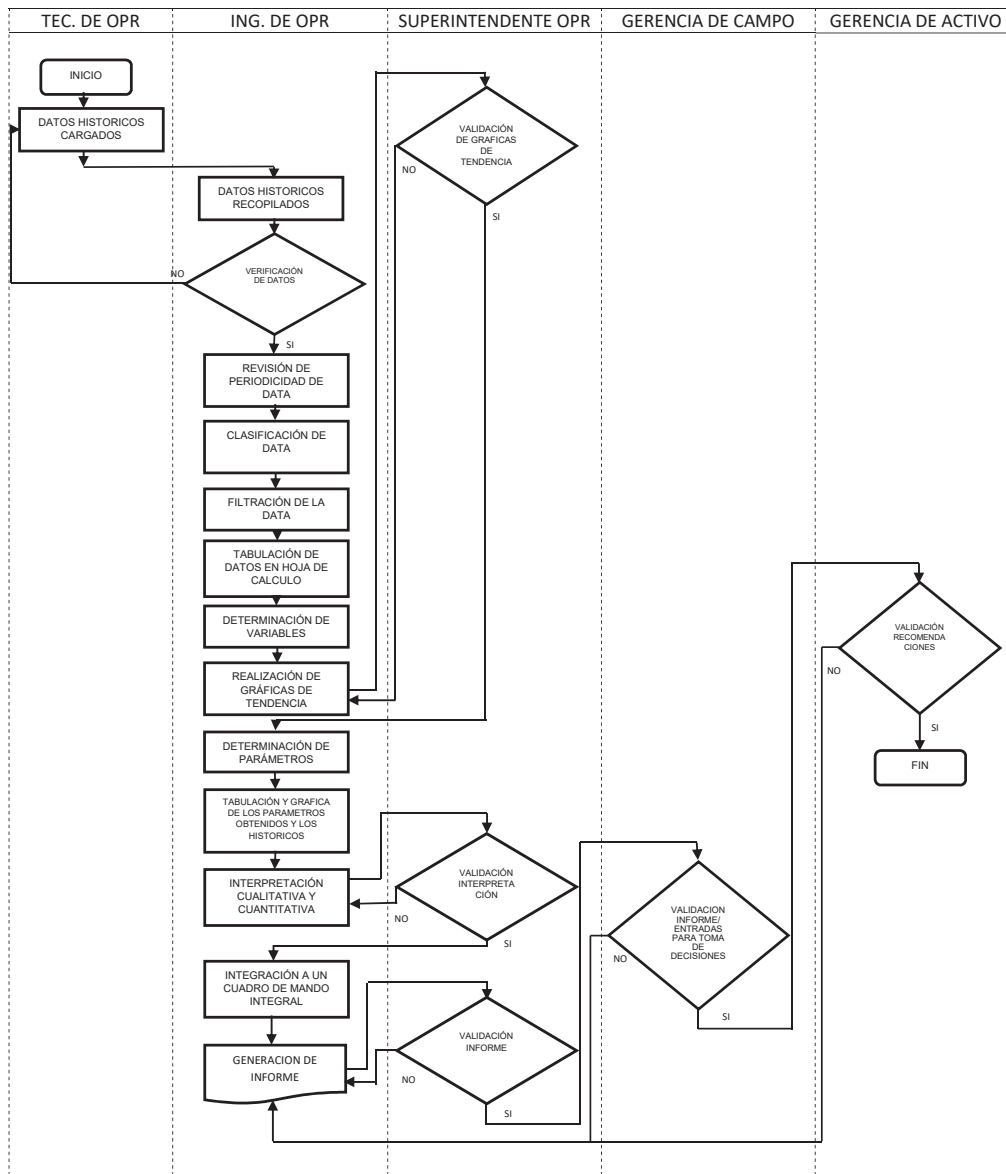 TEC. DE OPR
ING. DE OPR
SUPERINTENDENTE OPR
GERENCIA DE CAMPO
GERENCIA DE ACTIVO
INICIO
DATOS HISTORICOS
CARGADOS
DATOS HISTORICOS
RECOPILADOS
VERIFICACIÓN
DE DATOS
NO
SI
REVISIÓN DE
PERIODICIDAD DE
DATA
CLASIFICACIÓN DE
DATA
FILTRACIÓN DE LA
DATA
TABULACIÓN DE
DATOS EN HOJA DE
CALCULO
DETERMINACIÓN DE
VARIABLES
REALIZACIÓN DE
GRÁFICAS DE
TENDENCIA
VALIDACIÓN
DE GRAFICAS
DE
TENDENCIA
NO
SI
DETERMINACIÓN DE
PARÁMETROS
TABULACIÓN Y GRAFICA
DE LOS PARAMETROS
OBTENIDOS Y LOS
HISTORICOS
INTERPRETACIÓN
CUALITATIVA Y
CUANTITATIVA
VALIDACIÓN
INTERPRETA
CIÓN
NO
SI
INTEGRACIÓN A UN
CUADRO DE MANDO
INTEGRAL
GENERACION DE
INFORME
VALIDACIÓN
INFORME
NO
SI
VALIDACION
INFORME/
ENTRADAS
PARA TOMA
DE
DECISIONES
NO
SI
VALIDACIÓN
RECOMENDA
CIONES
NO
SI
FIN